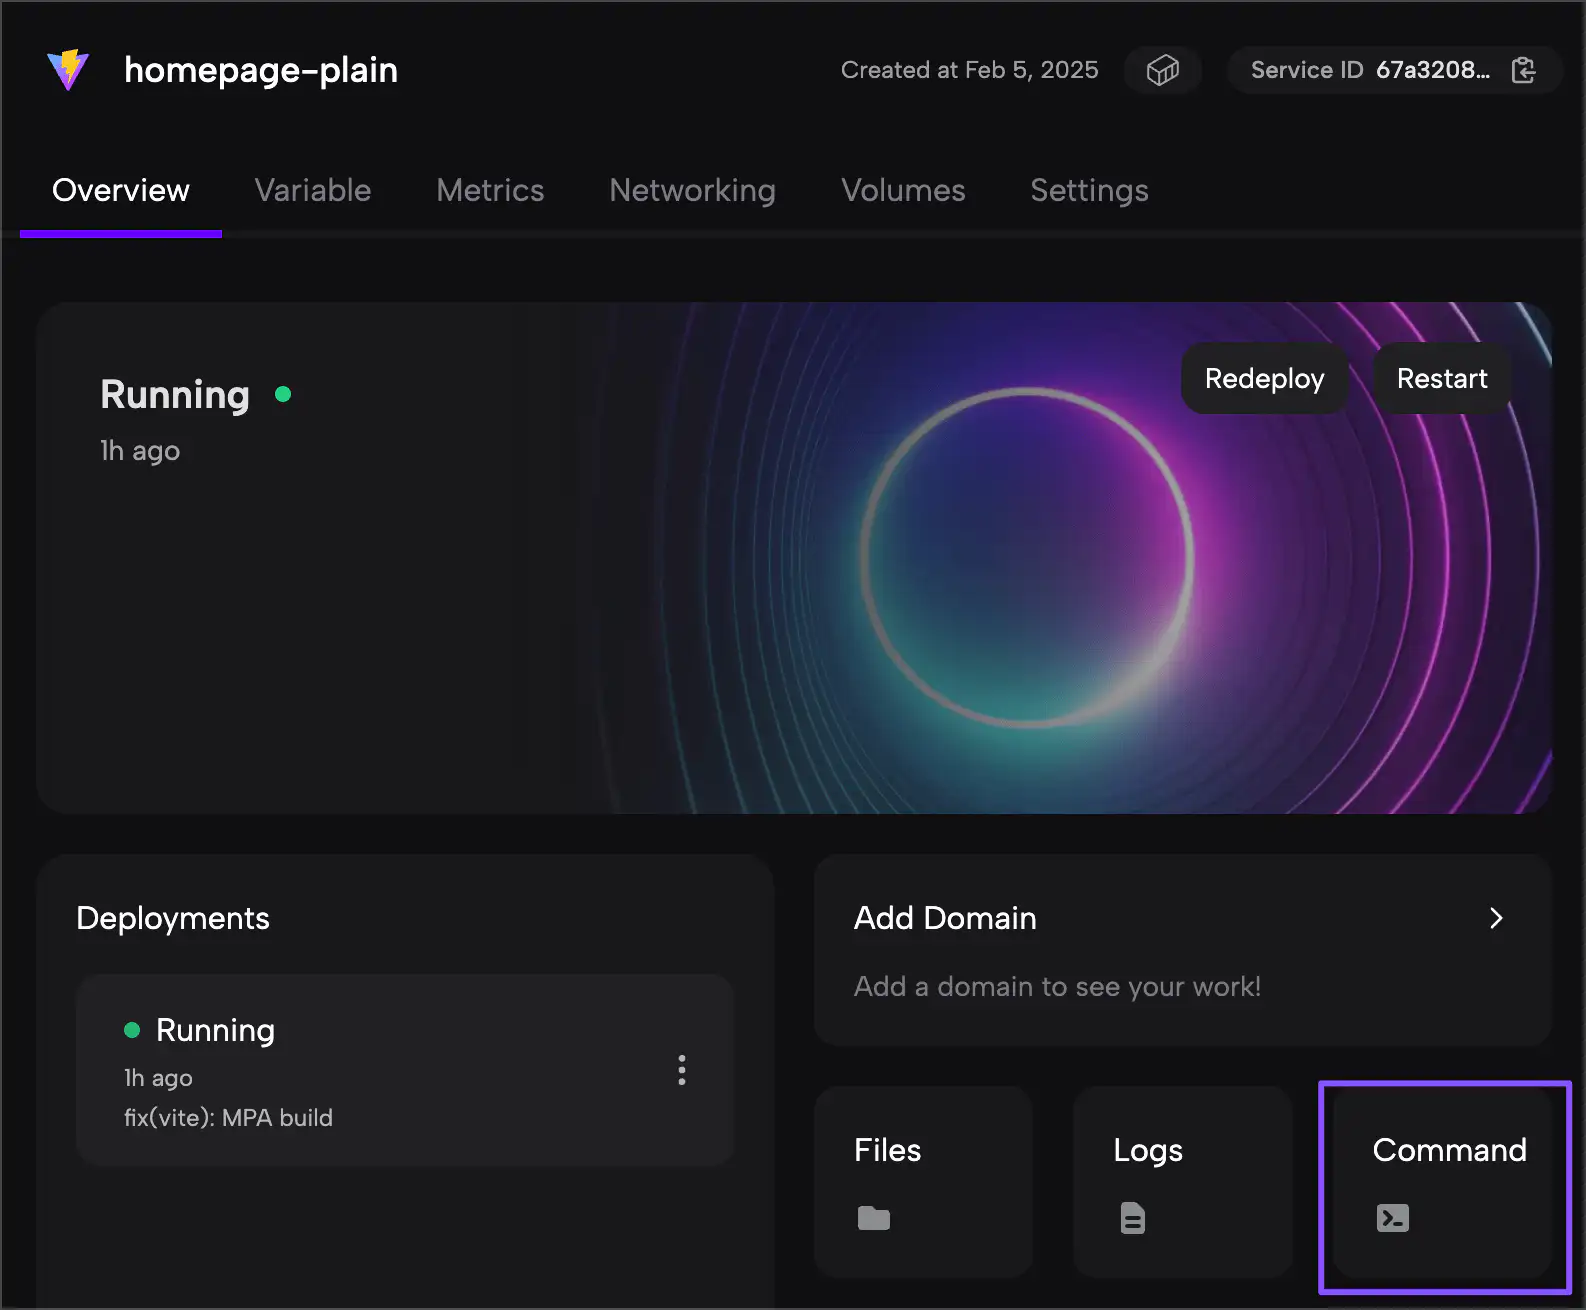 homepage-plain
Created at Feb 5, 2025
Service ID 67a3208...
Overview
Variable
Metrics
Networking
Volumes
Settings
Running
1h ago
Redeploy
Restart
Deployments
Running
1h ago
fix(vite): MPA build
Add Domain
Add a domain to see your work!
Files
Logs
Command